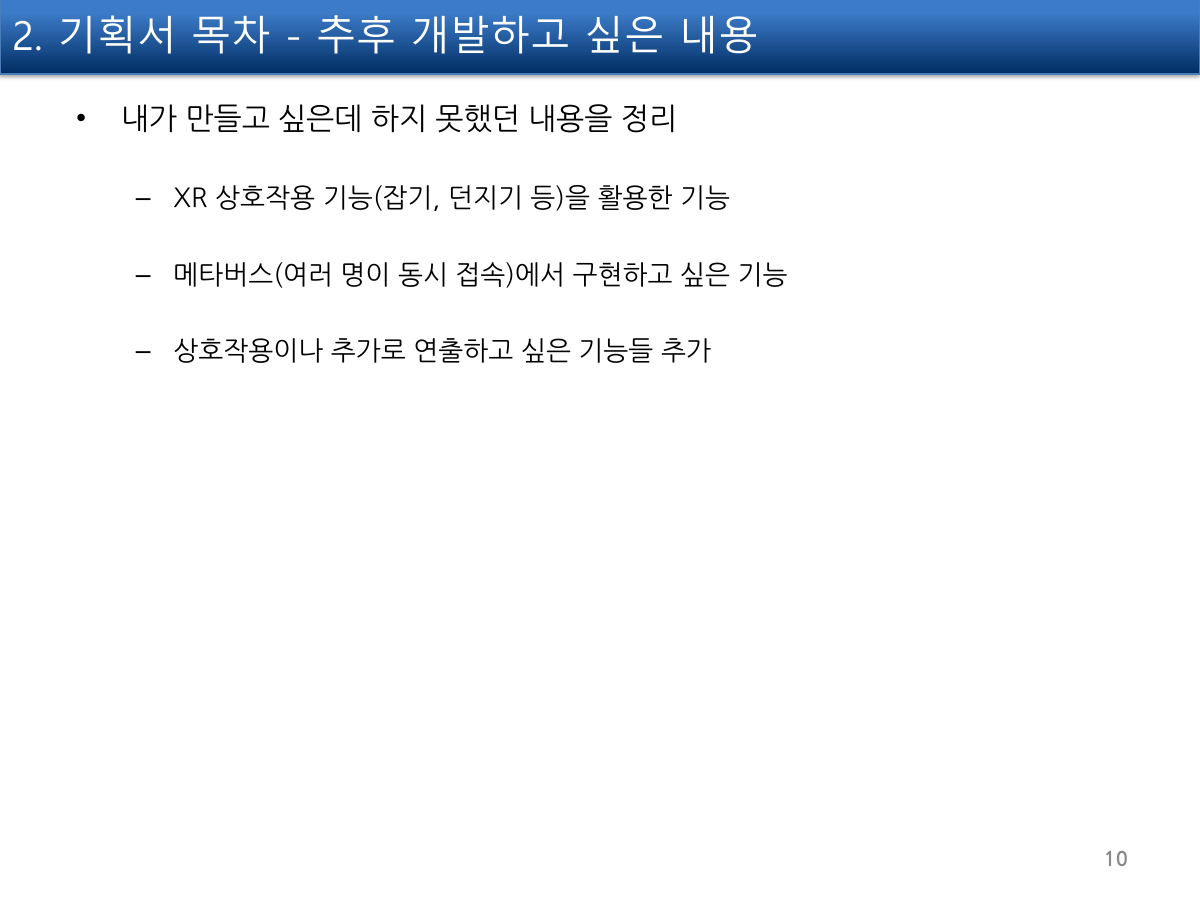 2. 기획서 목차 - 추후 개발하고 싶은 내용
• 내가 만들고 싶은데 하지 못했던 내용을 정리
– XR 상호작용 기능(잡기, 던지기 등)을 활용한 기능
– 메타버스(여러 명이 동시 접속)에서 구현하고 싶은 기능
– 상호작용이나 추가로 연출하고 싶은 기능들 추가
10